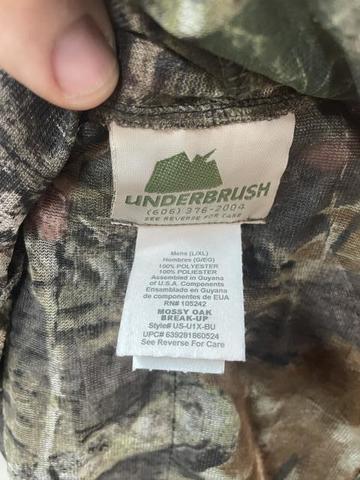 UNDERBRUSH
(606) 376-2004
SEE REVERSE FOR CARE
Mens (L/XL)
Hombres (G/EG)
100% POLYESTER
100% POLIESTER
Assembled in Guyana
of U.S.A. Components
Ensamblado en Guyana
de componentes de EUA
RN# 105242
MOSSY OAK
BREAK-UP
Style# US-U1X-BU
UPC# 639281860524
See Reverse For Care